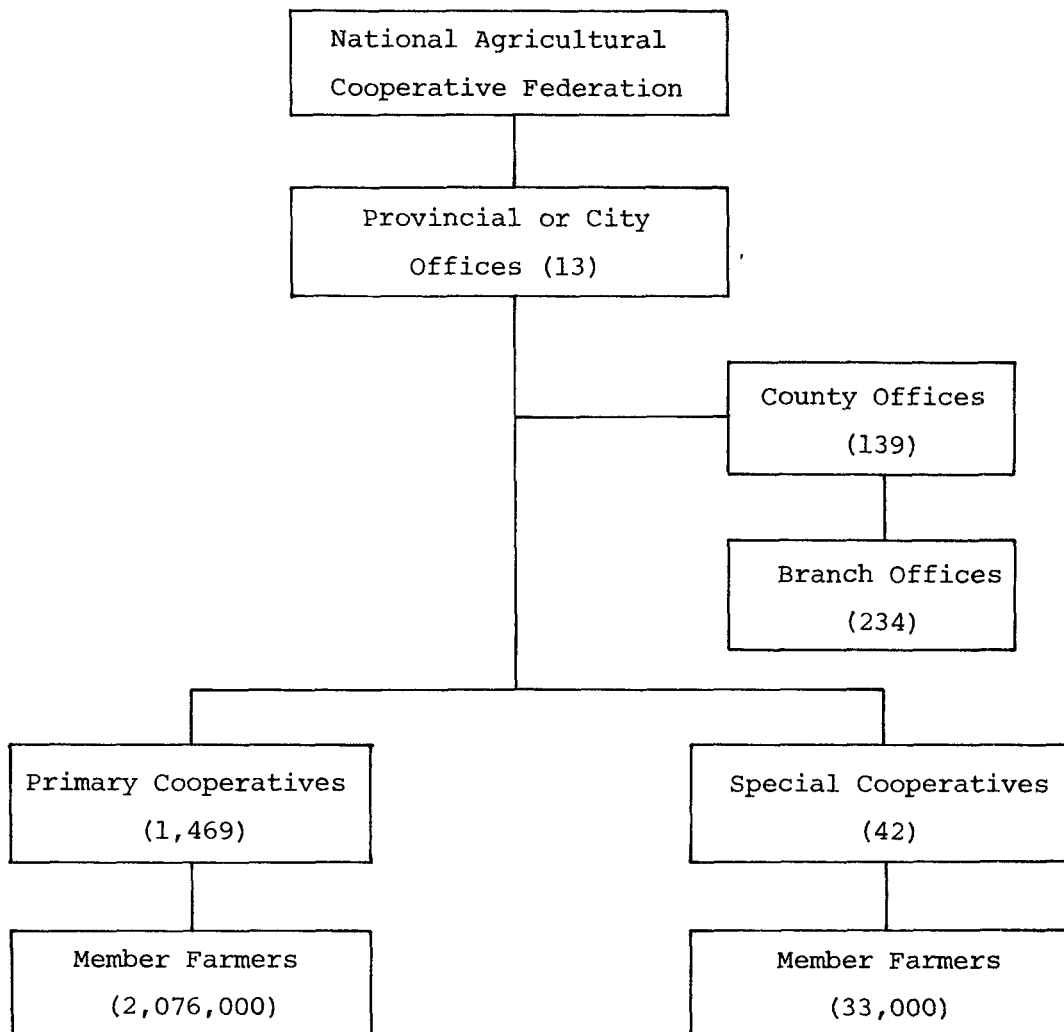 National Agricultural
Cooperative Federation
Provincial or City
Offices (13)
County Offices
(139)
Branch Offices
(234)
Primary Cooperatives
(1,469)
Special Cooperatives
(42)
Member Farmers
(2,076,000)
Member Farmers
(33,000)